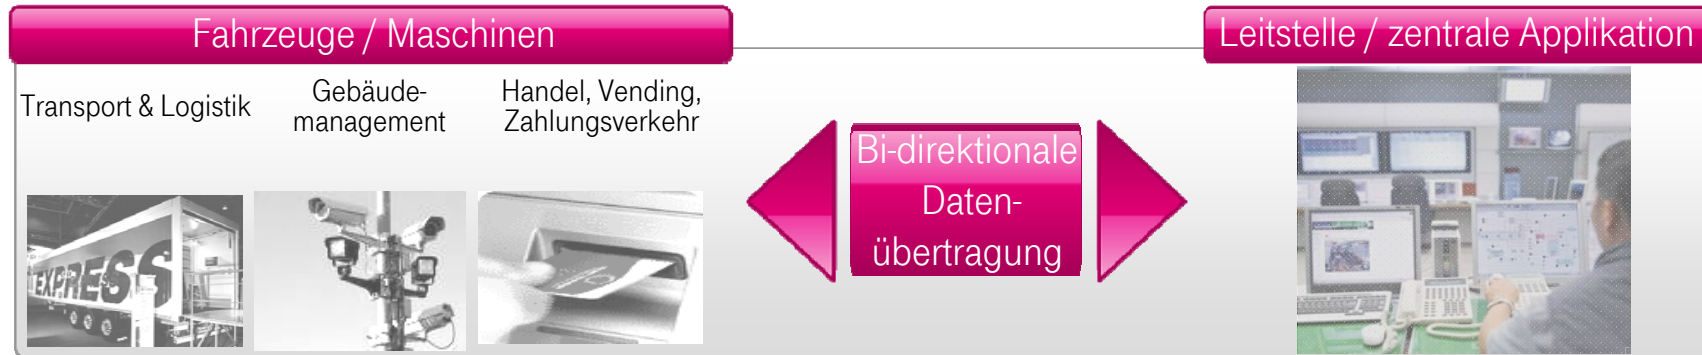 Fahrzeuge / Maschinen
Leitstelle / zentrale Applikation
Transport & Logistik
Gebäude-
management
Handel, Vending,
Zahlungsverkehr
Bi-direktionale
Daten-
übertragung
EXPRESS